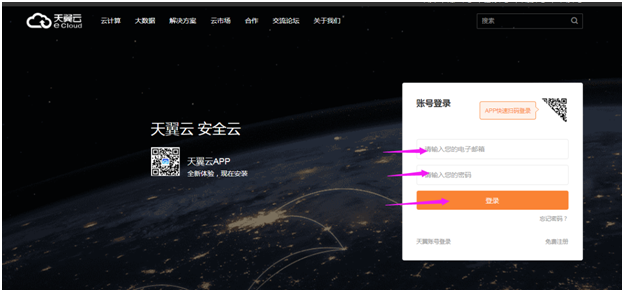 天翼云
e Cloud
云计算 大数据 解决方案 云市场 合作 交流论坛 关于我们
搜索
账号登录
APP快速扫码登录
天翼云 安全云
请输入您的电子邮箱
天翼云APP
全新体验，现在安装
请输入您的密码
登录
忘记密码？
天翼账号登录 免费注册